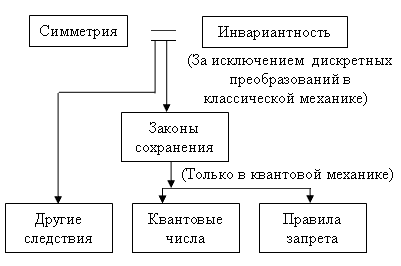 Симметрия
Инвариантность
(За исключением дискретных
преобразований в
классической механике)
Законы
сохранения
(Только в квантовой механике)
Другие
следствия
Квантовые
числа
Правила
запрета